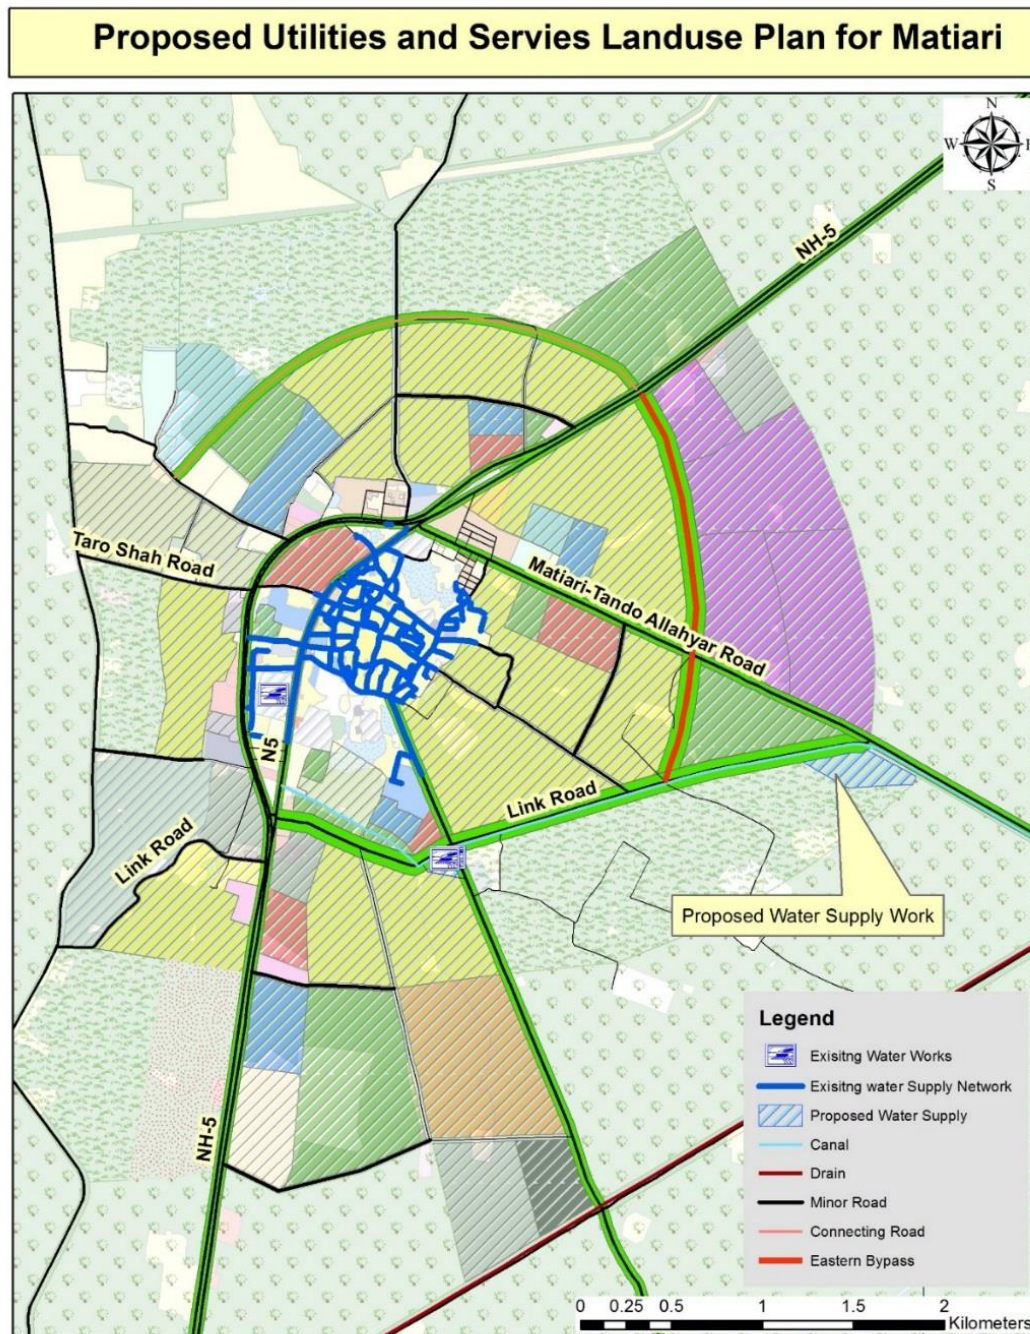 Proposed Utilities and Servies Landuse Plan for Matiari
N
W
S
NH-5
Taro Shah Road
Matiari-Tando Allahyar Road
N5
Link Road
Link Road
Proposed Water Supply Work
NH-5
Legend
Exisitng Water Works
Exisitng water Supply Network
Proposed Water Supply
Canal
Drain
Minor Road
Connecting Road
Eastern Bypass
0 0.25 0.5 1 1.5 2
Kilometers